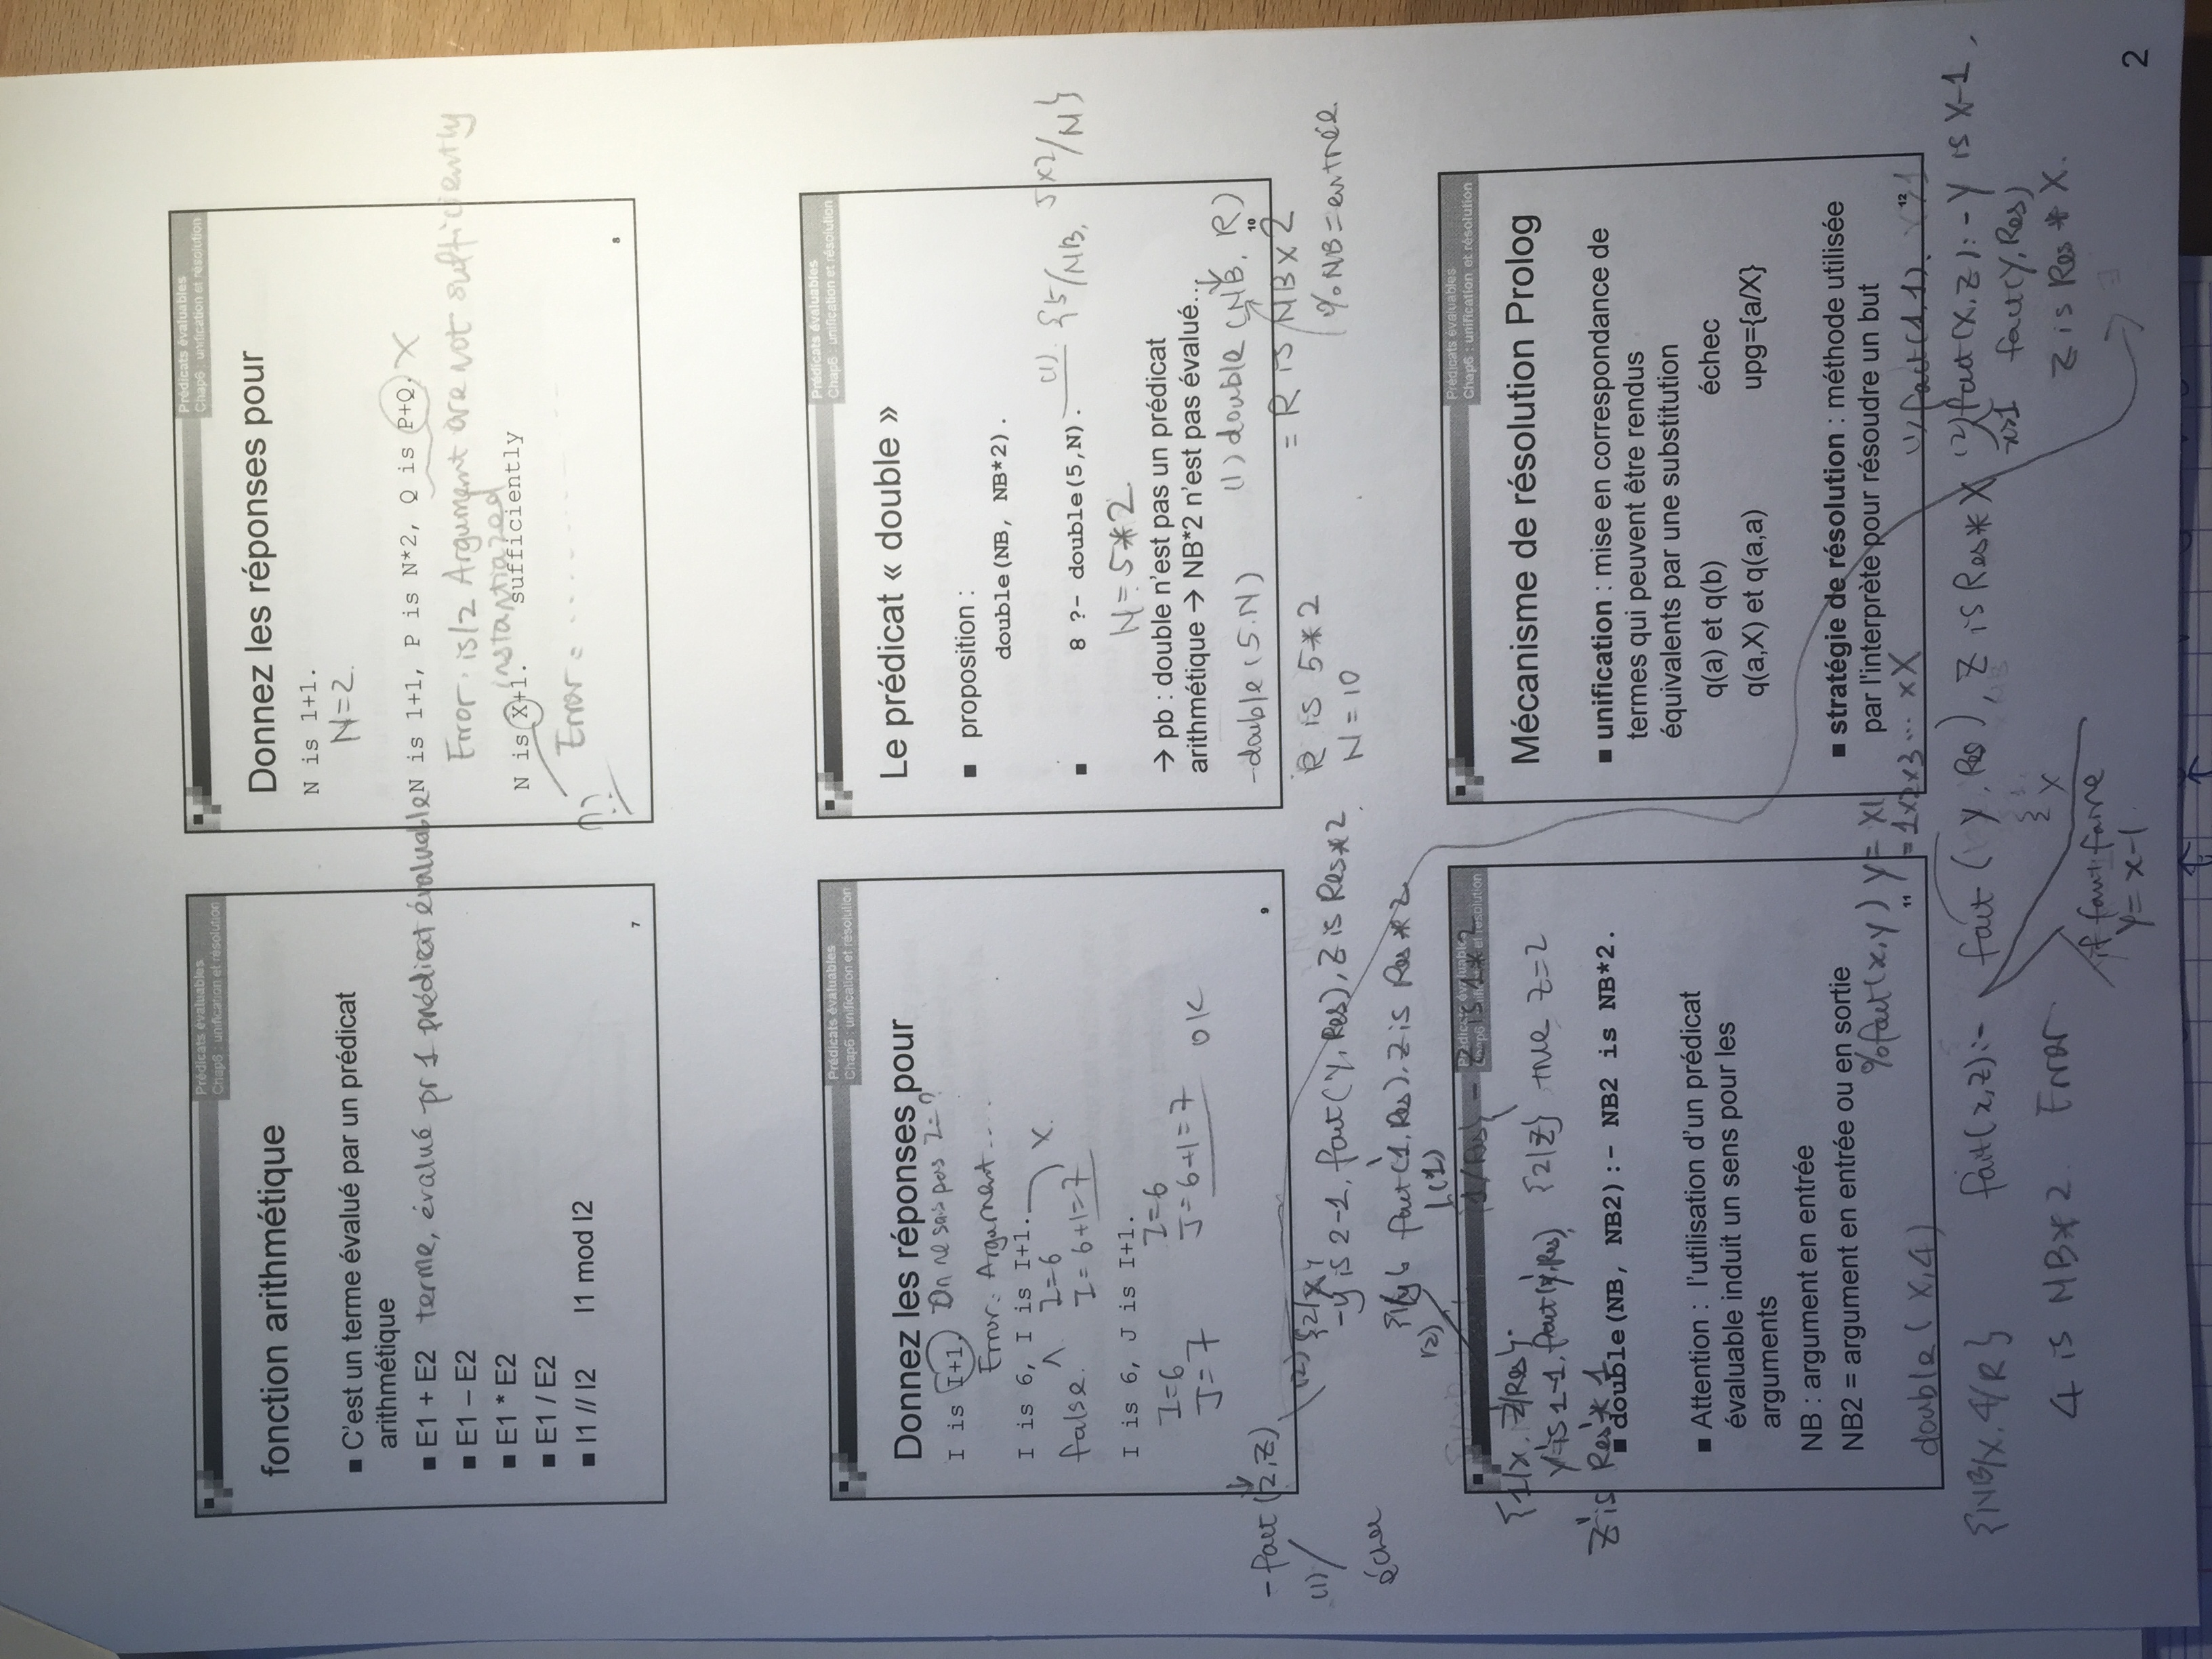 Prédicats évaluables
Chap6 : unification et résolution
fonction arithmétique
■ C'est un terme évalué par un prédicat
arithmétique
■ E1 + E2 terme, évalué pr 1 prédicat évaluable
■ E1 – E2
■ E1 * E2
■ E1 / E2
■ I1 // I2 I1 mod I2
7
Prédicats évaluables
Chap6 : unification et résolution
Donnez les réponses pour
N is 1+1.
N=2.
N is 1+1, P is N*2, Q is P+Q. X
Error. is/2 Argument are not sufficiently
instantiazed
N is X+1. sufficiently
Error = . . . . . .
8
Prédicats évaluables
Chap6 : unification et résolution
Donnez les réponses pour
I is I+1. On ne sais pas I=?
Error: Argument....
I is 6, I is I+1.
I=6 X.
false. I=6+1=7
I is 6, J is I+1.
I=6 I=6
J=7 J=6+1=7 OK
9
Prédicats évaluables
Chap6 : unification et résolution
Le prédicat « double »
■ proposition :
double(NB, NB*2).
■ 8 ?- double(5,N). (1) {5/NB, 5x2/N}
N=5*2.
→ pb : double n'est pas un prédicat
arithmétique → NB*2 n'est pas évalué...
-double(5.N) (1) double (NB, R)
10
= R is NB x 2
R is 5*2
% NB = entrée.
N = 10
-fact(2,Z)
(1) (2) {2/X}
-y is 2-1, fact(Y, Res), Z is Res*2
échec
{1/y} fact(1, Res), Z is Res * 2
(2) (1)
Prédicats évaluables
Chap6 : unification et résolution
{1/Res} - Z is 1*2
{1/x, Z/Res}
Y is 1-1, fact(Y, Res) {2/Z} true Z=2
Z' is Res' * 1
■ double(NB, NB2):- NB2 is NB*2.
■ Attention : l'utilisation d'un prédicat
évaluable induit un sens pour les
arguments
NB : argument en entrée
NB2 = argument en entrée ou en sortie
% fact(x,y) y = X!
11
= 1x2x3... xX
double( X,4)
{NB/X, 4/R}
4 is NB*2. Error
Prédicats évaluables
Chap6 : unification et résolution
Mécanisme de résolution Prolog
■ unification : mise en correspondance de
termes qui peuvent être rendus
équivalents par une substitution
q(a) et q(b) échec
q(a,X) et q(a,a) upg={a/X}
■ stratégie de résolution : méthode utilisée
par l'interprète pour résoudre un but
12
(1) fact(1,1). X>1
fait(x,z):- fact (Y, Res), Z is Res*X
(2) fact(X,Z):- Y is X-1,
x>1 fact(Y,Res)
Z is Res * X.
il faut faire
Y = x-1.
2